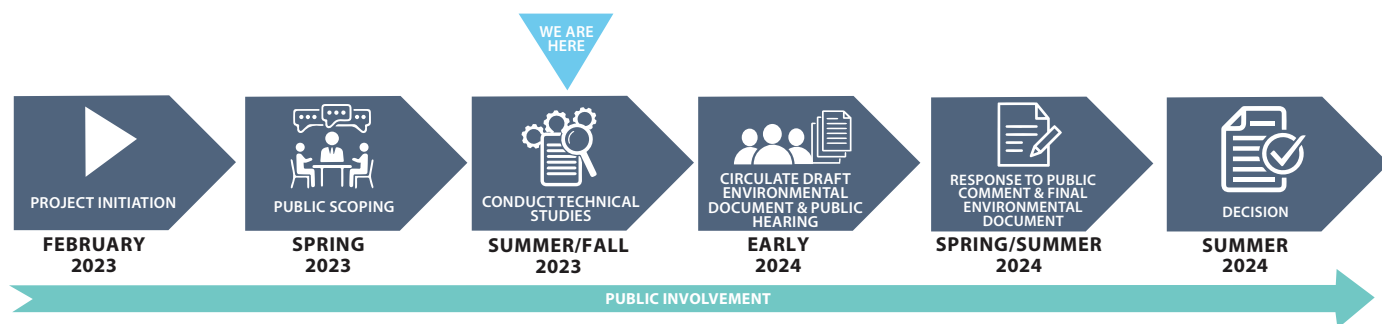 WE ARE
HERE
PROJECT INITIATION
FEBRUARY
2023
PUBLIC SCOPING
SPRING
2023
CONDUCT TECHNICAL
STUDIES
SUMMER/FALL
2023
CIRCULATE DRAFT
ENVIRONMENTAL
DOCUMENT & PUBLIC
HEARING
EARLY
2024
RESPONSE TO PUBLIC
COMMENT & FINAL
ENVIRONMENTAL
DOCUMENT
SPRING/SUMMER
2024
DECISION
SUMMER
2024
PUBLIC INVOLVEMENT